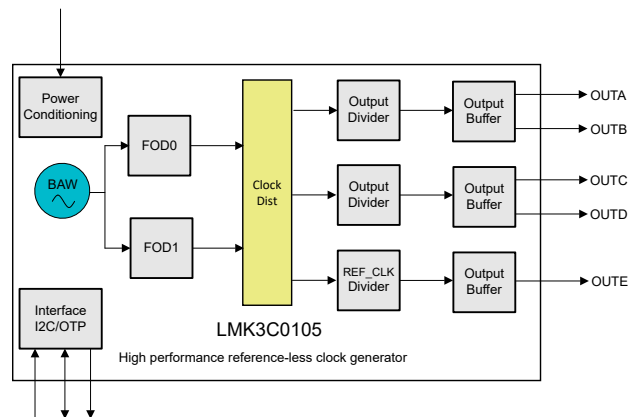 Power
Conditioning
BAW
FOD0
FOD1
Clock
Dist
Output
Divider
Output
Buffer
OUTA
OUTB
Output
Divider
Output
Buffer
OUTC
OUTD
REF_CLK
Divider
Output
Buffer
OUTE
Interface
I2C/OTP
LMK3C0105
High performance reference-less clock generator